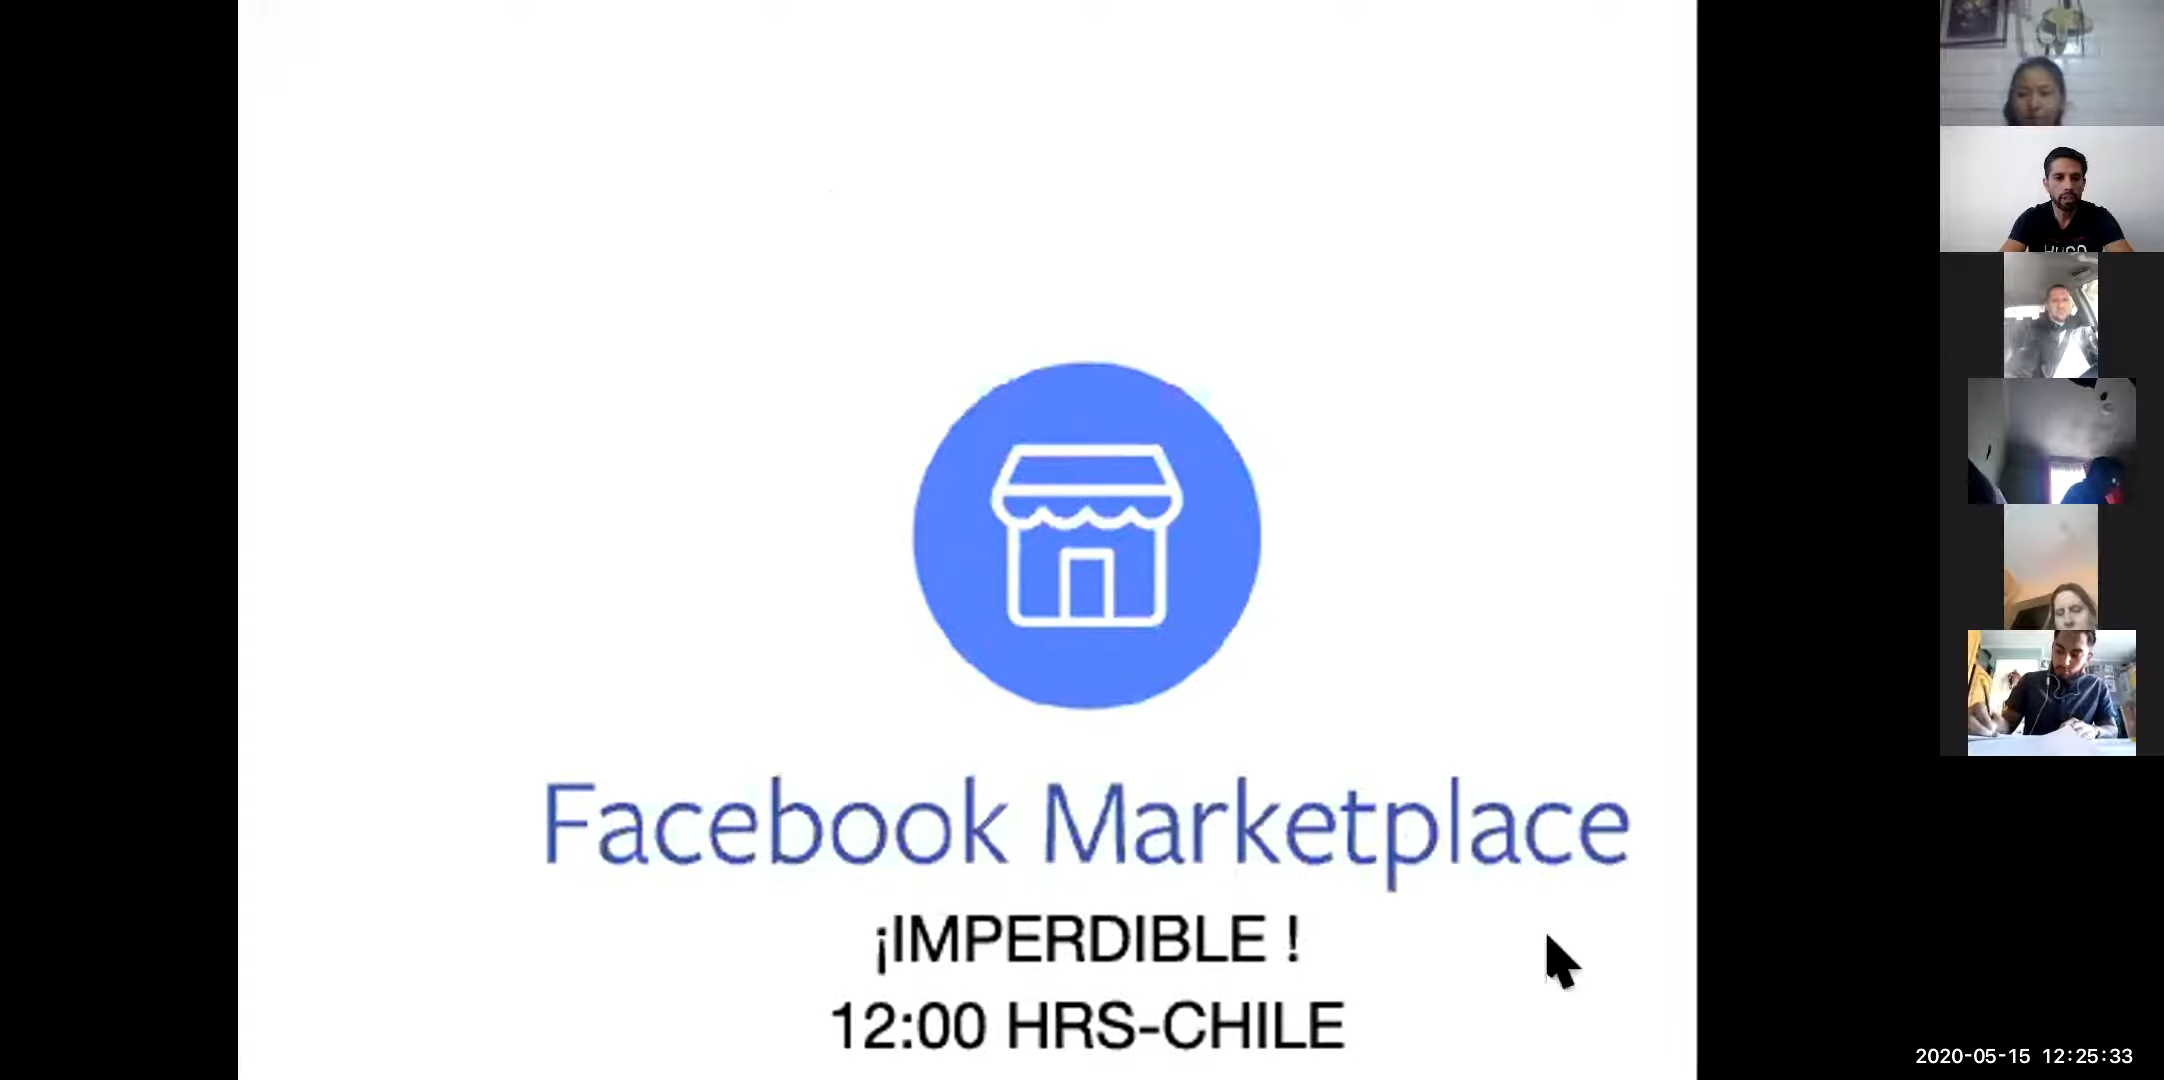 Facebook Marketplace
¡IMPERDIBLE !
12:00 HRS-CHILE
2020-05-15 12:25:33